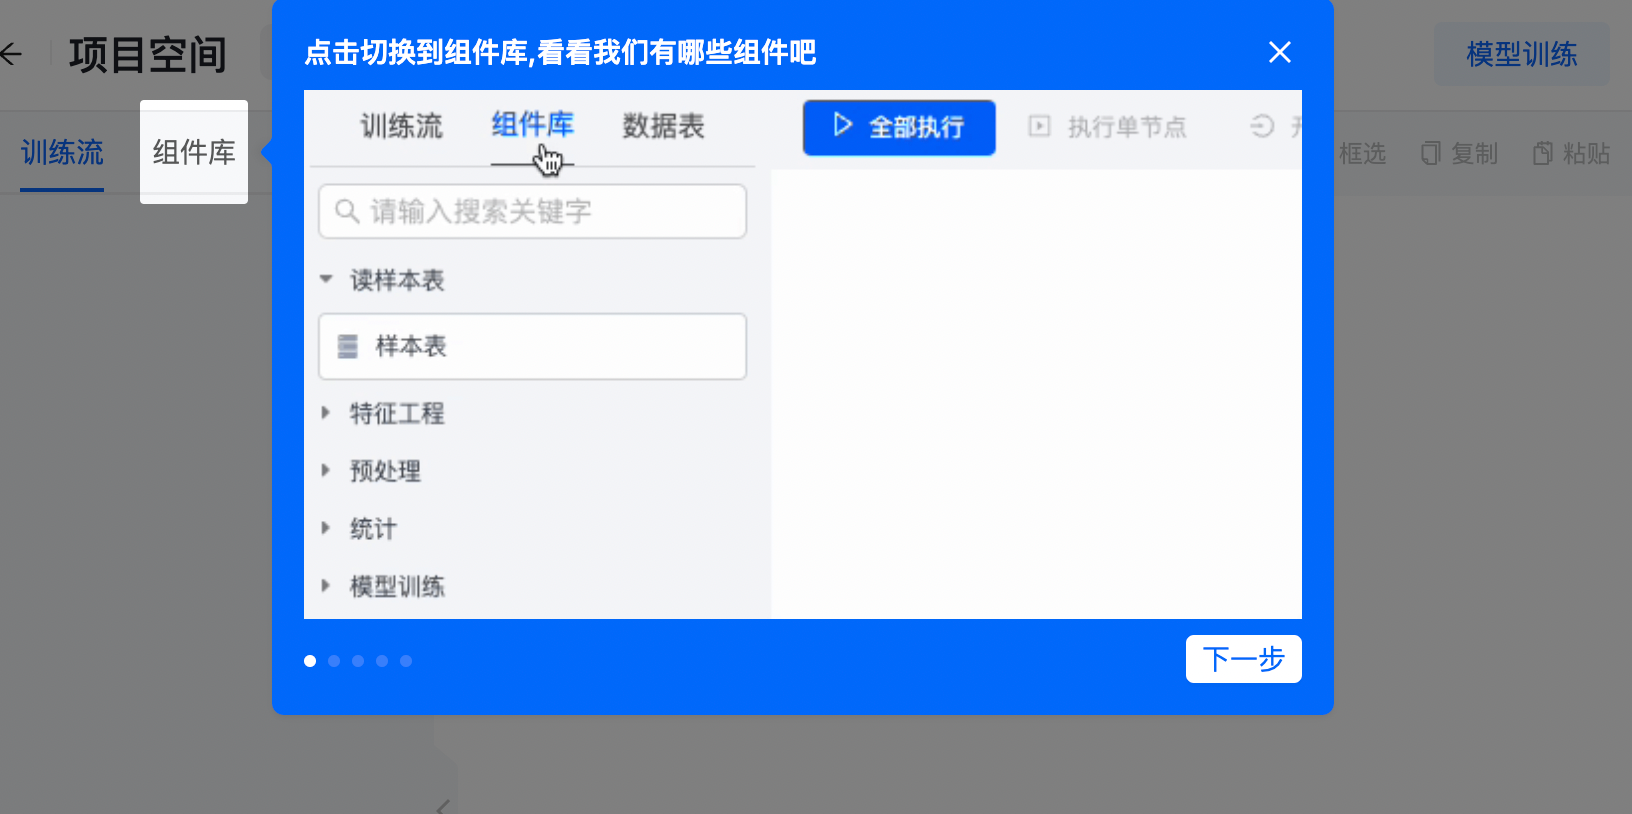 项目空间
模型训练
训练流
组件库
框选
复制
粘贴
点击切换到组件库,看看我们有哪些组件吧
训练流
组件库
数据表
全部执行
执行单节点
请输入搜索关键字
读样本表
样本表
特征工程
预处理
统计
模型训练
下一步